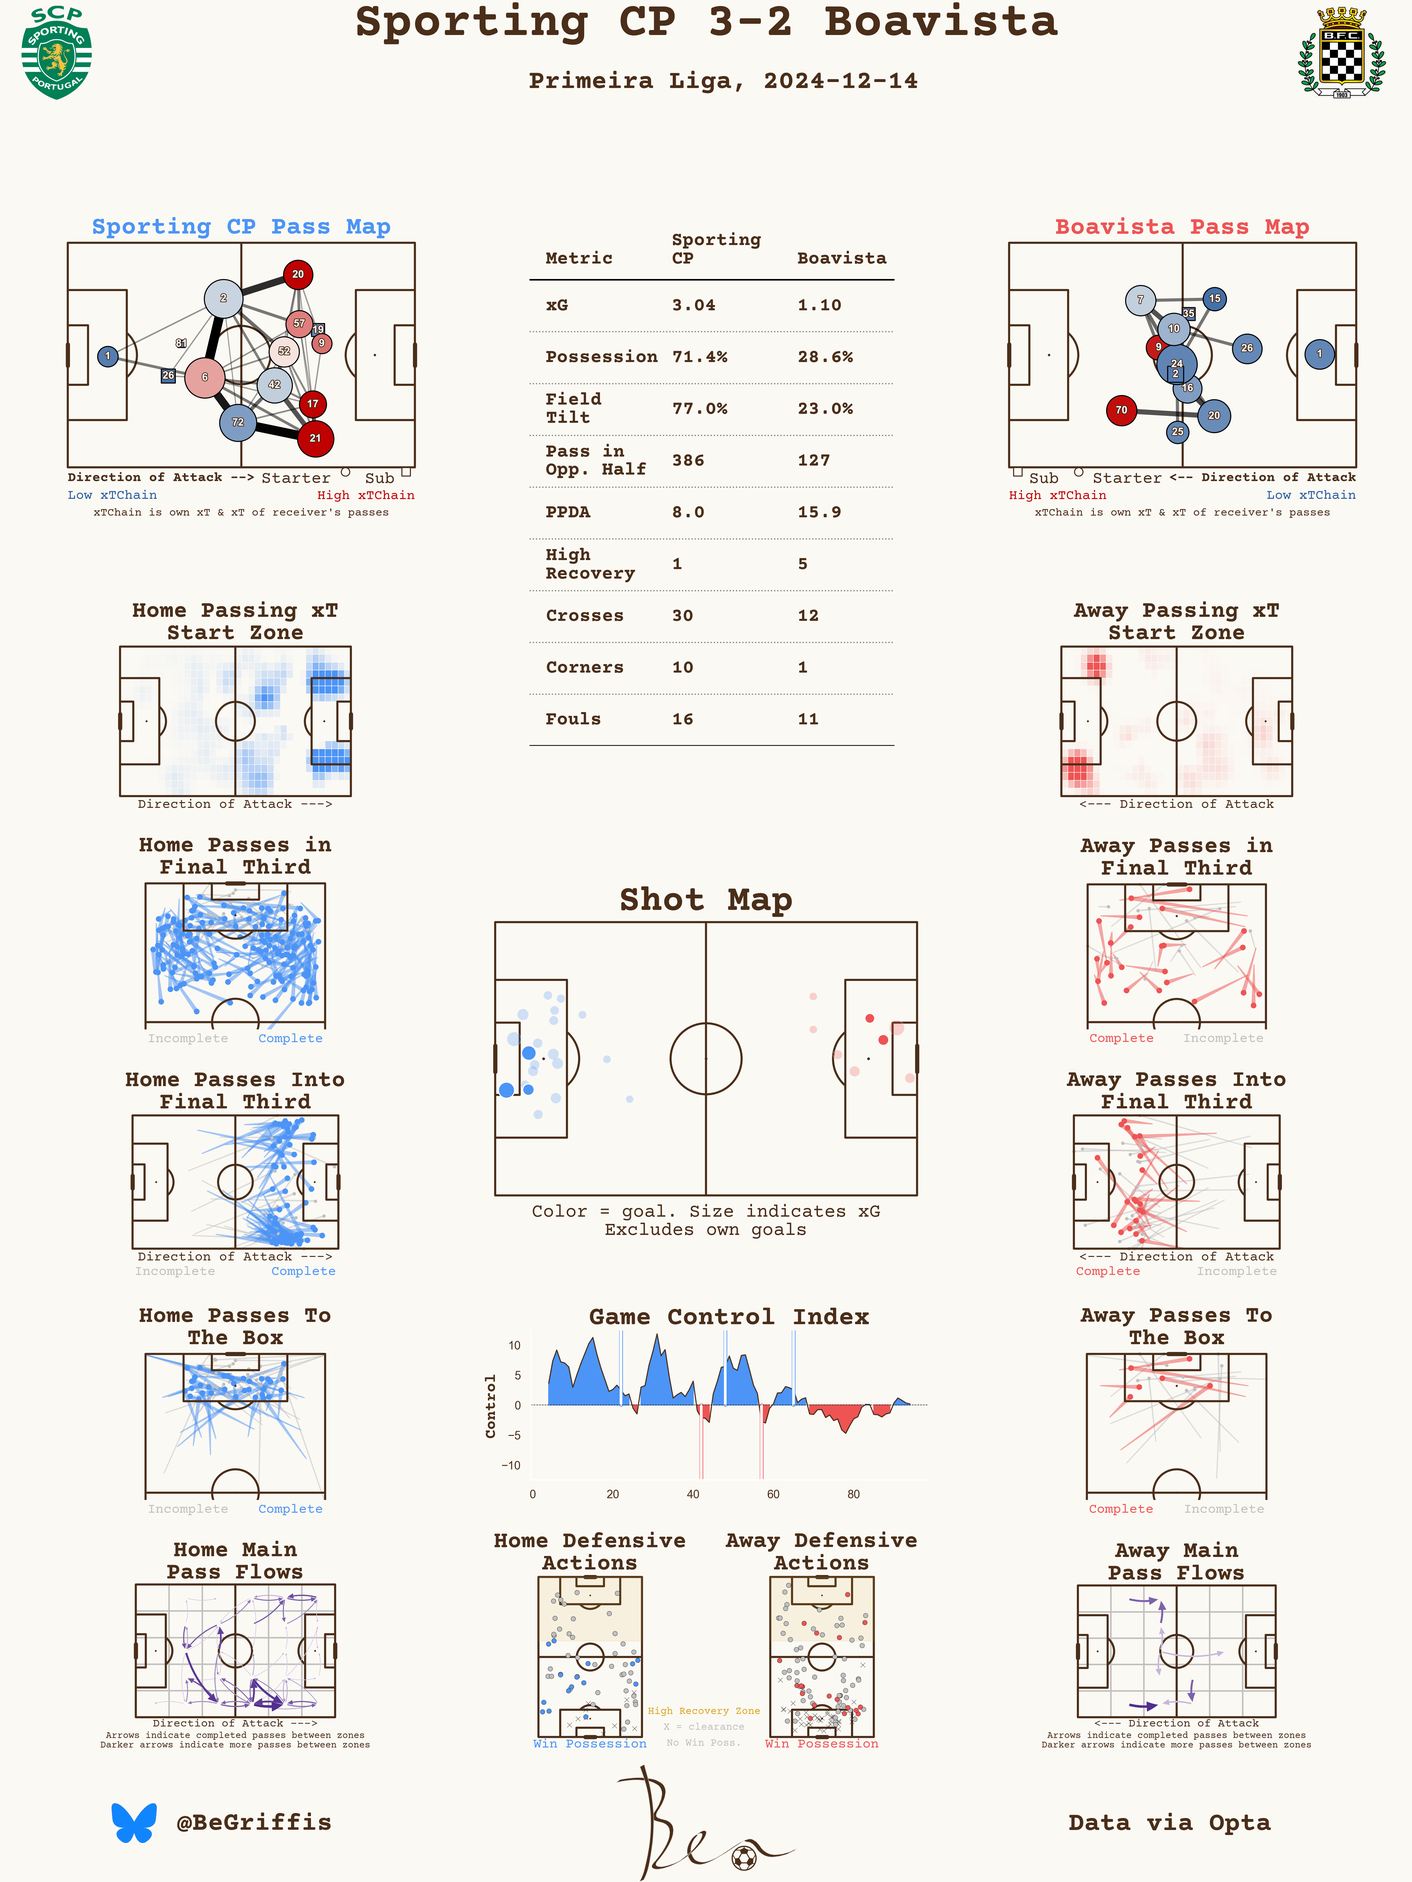 Sporting CP 3-2 Boavista
Primeira Liga, 2024-12-14
SCP
SPORTING
PORTUGAL
B.F.C.
1903
Sporting CP Pass Map
20
2
57
19
9
81
52
1
26
6
42
17
72
21
Direction of Attack --> Starter Sub
Low xTChain High xTChain
xTChain is own xT & xT of receiver's passes
Metric Sporting CP Boavista
xG 3.04 1.10
Possession 71.4% 28.6%
Field Tilt 77.0% 23.0%
Pass in Opp. Half 386 127
PPDA 8.0 15.9
High Recovery 1 5
Crosses 30 12
Corners 10 1
Fouls 16 11
Boavista Pass Map
7
15
35
10
9
26
1
24
2
16
70
20
25
Sub Starter <-- Direction of Attack
High xTChain Low xTChain
xTChain is own xT & xT of receiver's passes
Home Passing xT
Start Zone
Direction of Attack --->
Away Passing xT
Start Zone
<--- Direction of Attack
Home Passes in
Final Third
Incomplete Complete
Away Passes in
Final Third
Complete Incomplete
Shot Map
Color = goal. Size indicates xG
Excludes own goals
Home Passes Into
Final Third
Direction of Attack --->
Incomplete Complete
Away Passes Into
Final Third
<--- Direction of Attack
Complete Incomplete
Home Passes To
The Box
Incomplete Complete
Game Control Index
Control
10
5
0
−5
−10
0 20 40 60 80
Away Passes To
The Box
Complete Incomplete
Home Main
Pass Flows
Direction of Attack --->
Arrows indicate completed passes between zones
Darker arrows indicate more passes between zones
Home Defensive
Actions
Win Possession
High Recovery Zone
X = clearance
No Win Poss.
Away Defensive
Actions
Win Possession
Away Main
Pass Flows
<--- Direction of Attack
Arrows indicate completed passes between zones
Darker arrows indicate more passes between zones
@BeGriffis
Ben
Data via Opta